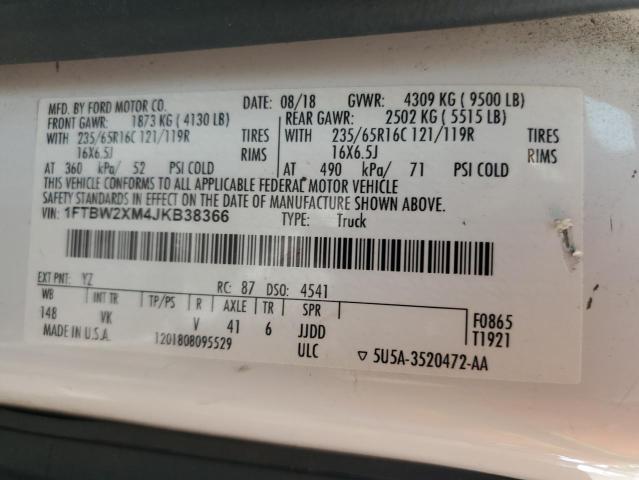 MFD. BY FORD MOTOR CO. DATE: 08/18 GVWR: 4309 KG ( 9500 LB)
FRONT GAWR: 1873 KG ( 4130 LB) REAR GAWR: 2502 KG ( 5515 LB)
WITH 235/65R16C 121/119R TIRES WITH 235/65R16C 121/119R TIRES
16X6.5J RIMS 16X6.5J RIMS
AT 360 kPa/ 52 PSI COLD AT 490 kPa/ 71 PSI COLD
THIS VEHICLE CONFORMS TO ALL APPLICABLE FEDERAL MOTOR VEHICLE
SAFETY STANDARDS IN EFFECT ON THE DATE OF MANUFACTURE SHOWN ABOVE.
VIN: 1FTBW2XM4JKB38366 TYPE: Truck
EXT PNT: YZ RC: 87 DSO: 4541
WB INT TR TP/PS R AXLE TR SPR
148 VK V 41 6 JJDD
ULC
F0865
T1921
MADE IN U.S.A. 1201808095529
▽ 5U5A-3520472-AA